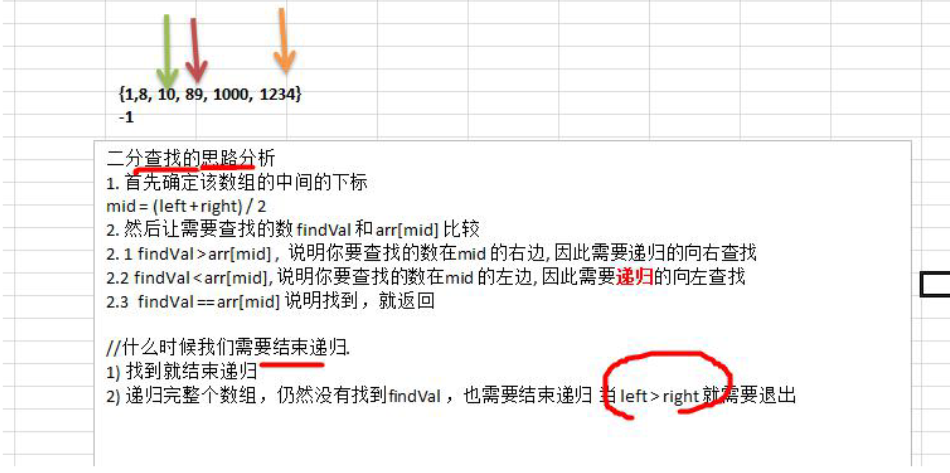 {1,8, 10, 89, 1000, 1234}
-1
二分查找的思路分析
1. 首先确定该数组的中间的下标
mid = (left + right) / 2
2. 然后让需要查找的数 findVal 和 arr[mid] 比较
2. 1 findVal > arr[mid] , 说明你要查找的数在mid 的右边, 因此需要递归的向右查找
2.2 findVal < arr[mid], 说明你要查找的数在mid 的左边, 因此需要递归的向左查找
2.3 findVal == arr[mid] 说明找到，就返回
//什么时候我们需要结束递归.
1) 找到就结束递归
2) 递归完整个数组，仍然没有找到findVal ，也需要结束递归 当 left > right 就需要退出